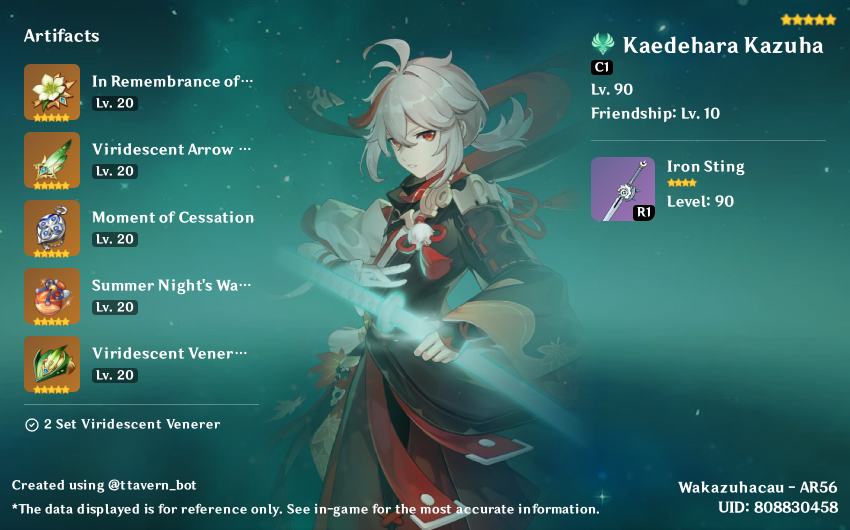 Artifacts
In Remembrance of···
Lv. 20
Viridescent Arrow ···
Lv. 20
Moment of Cessation
Lv. 20
Summer Night's Wa···
Lv. 20
Viridescent Vener···
Lv. 20
2 Set Viridescent Venerer
Kaedehara Kazuha
C1
Lv. 90
Friendship: Lv. 10
Iron Sting
Level: 90
R1
Created using @ttavern_bot
*The data displayed is for reference only. See in-game for the most accurate information.
Wakazuhacau - AR56
UID: 808830458